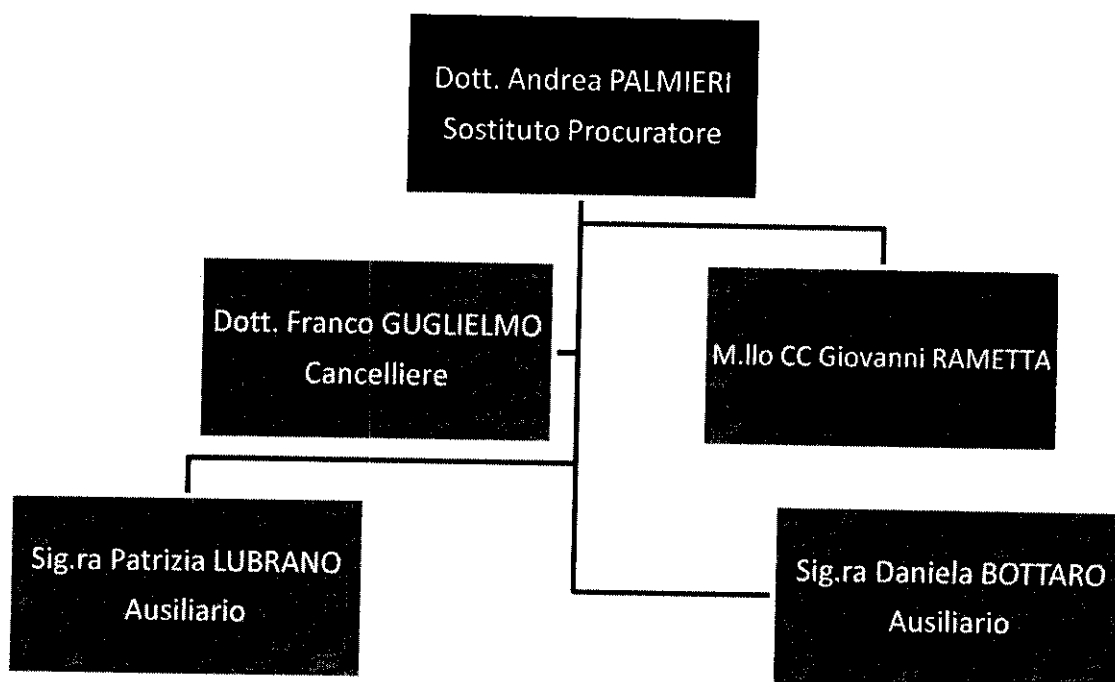 Dott. Andrea PALMIERI
Sostituto Procuratore
Dott. Franco GUGLIELMO
Cancelliere
M.llo CC Giovanni RAMETTA
Sig.ra Patrizia LUBRANO
Ausiliario
Sig.ra Daniela BOTTARO
Ausiliario